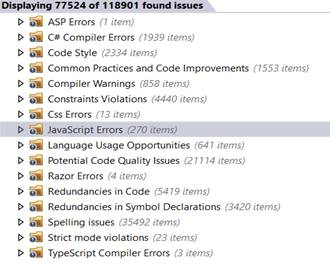 Displaying 77524 of 118901 found issues
ASP Errors (1 item)
C# Compiler Errors (1939 items)
Code Style (2334 items)
Common Practices and Code Improvements (1553 items)
Compiler Warnings (858 items)
Constraints Violations (4440 items)
Css Errors (13 items)
JavaScript Errors (270 items)
Language Usage Opportunities (641 items)
Potential Code Quality Issues (21114 items)
Razor Errors (4 items)
Redundancies in Code (5419 items)
Redundancies in Symbol Declarations (3420 items)
Spelling issues (35492 items)
Strict mode violations (23 items)
TypeScript Compiler Errors (3 items)